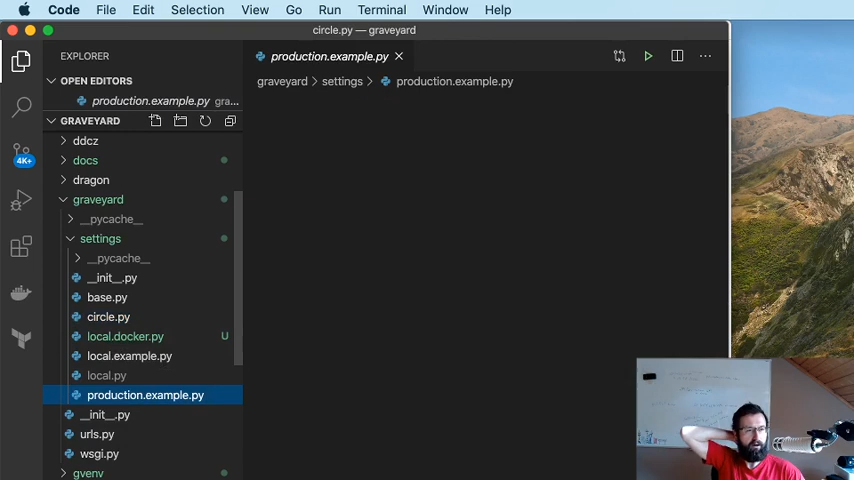 Code File Edit Selection View Go Run Terminal Window Help
circle.py — graveyard
EXPLORER
production.example.py
OPEN EDITORS
graveyard > settings > production.example.py
production.example.py gra...
GRAVEYARD
ddcz
4K+
docs
dragon
graveyard
__pycache__
settings
__pycache__
__init__.py
base.py
circle.py
local.docker.py U
local.example.py
local.py
production.example.py
__init__.py
urls.py
wsgi.py
gvenv